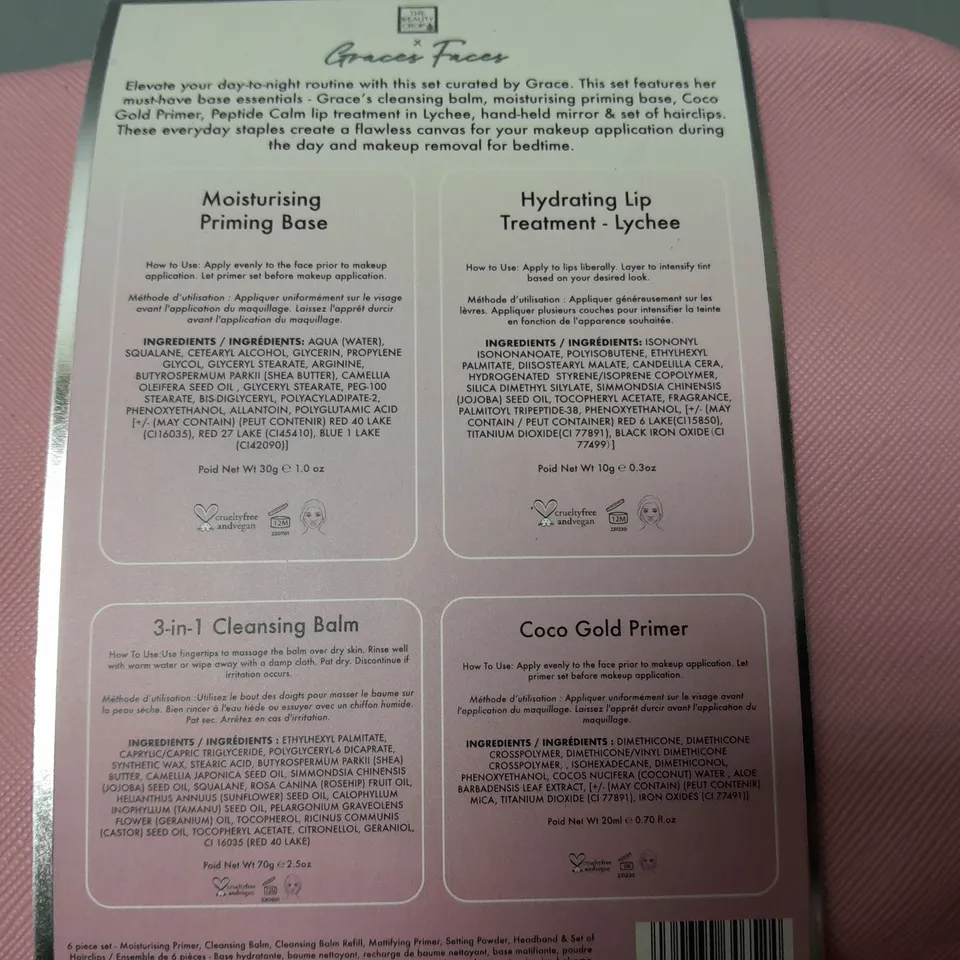 THE
BEAUTY
CROP
x
Graces Faces
Elevate your day-to-night routine with this set curated by Grace. This set features her
must-have base essentials - Grace's cleansing balm, moisturising priming base, Coco
Gold Primer, Peptide Calm lip treatment in Lychee, hand-held mirror & set of hairclips.
These everyday staples create a flawless canvas for your makeup application during
the day and makeup removal for bedtime.
Moisturising
Priming Base
How to Use: Apply evenly to the face prior to makeup
application. Let primer set before makeup application.
Méthode d'utilisation : Appliquer uniformément sur le visage
avant l'application du maquillage. Laissez l'apprêt durcir
avant l'application du maquillage.
INGREDIENTS / INGRÉDIENTS: AQUA (WATER),
SQUALANE, CETEARYL ALCOHOL, GLYCERIN, PROPYLENE
GLYCOL, GLYCERYL STEARATE, ARGININE,
BUTYROSPERMUM PARKII (SHEA BUTTER), CAMELLIA
OLEIFERA SEED OIL , GLYCERYL STEARATE, PEG-100
STEARATE, BIS-DIGLYCERYL, POLYACYLADIPATE-2,
PHENOXYETHANOL, ALLANTOIN, POLYGLUTAMIC ACID
[+/- (MAY CONTAIN) (PEUT CONTENIR) RED 40 LAKE
(CI16035), RED 27 LAKE (CI45410), BLUE 1 LAKE
(CI42090)]
Poid Net Wt 30g ℮ 1.0 oz
crueltyfree
andvegan
12M
230701
Hydrating Lip
Treatment - Lychee
How to Use: Apply to lips liberally. Layer to intensify tint
based on your desired look.
Méthode d'utilisation : Appliquer généreusement sur les
lèvres. Appliquer plusieurs couches pour intensifier la teinte
en fonction de l'apparence souhaitée.
INGREDIENTS / INGRÉDIENTS: ISONONYL
ISONONANOATE, POLYISOBUTENE, ETHYLHEXYL
PALMITATE, DIISOSTEARYL MALATE, CANDELILLA CERA,
HYDROGENATED STYRENE/ISOPRENE COPOLYMER,
SILICA DIMETHYL SILYLATE, SIMMONDSIA CHINENSIS
(JOJOBA) SEED OIL, TOCOPHERYL ACETATE, FRAGRANCE,
PALMITOYL TRIPEPTIDE-38, PHENOXYETHANOL, [+/- (MAY
CONTAIN / PEUT CONTAINER) RED 6 LAKE(CI15850),
TITANIUM DIOXIDE(CI 77891), BLACK IRON OXIDE(CI
77499)]
Poid Net Wt 10g ℮ 0.3oz
crueltyfree
andvegan
12M
3-in-1 Cleansing Balm
How To Use:Use fingertips to massage the balm over dry skin. Rinse well
with warm water or wipe away with a damp cloth. Pat dry. Discontinue if
irritation occurs.
Méthode d'utilisation :Utilisez le bout des doigts pour masser le baume sur
la peau sèche. Bien rincer à l'eau tiède ou essuyer avec un chiffon humide.
Pat sec. Arrêtez en cas d'irritation.
INGREDIENTS / INGRÉDIENTS : ETHYLHEXYL PALMITATE,
CAPRYLIC/CAPRIC TRIGLYCERIDE, POLYGLYCERYL-6 DICAPRATE,
SYNTHETIC WAX, STEARIC ACID, BUTYROSPERMUM PARKII (SHEA)
BUTTER, CAMELLIA JAPONICA SEED OIL, SIMMONDSIA CHINENSIS
(JOJOBA) SEED OIL, SQUALANE, ROSA CANINA (ROSEHIP) FRUIT OIL,
HELIANTHUS ANNUUS (SUNFLOWER) SEED OIL, CALOPHYLLUM
INOPHYLLUM (TAMANU) SEED OIL, PELARGONIUM GRAVEOLENS
FLOWER (GERANIUM) OIL, TOCOPHEROL, RICINUS COMMUNIS
(CASTOR) SEED OIL, TOCOPHERYL ACETATE, CITRONELLOL, GERANIOL,
CI 16035 (RED 40 LAKE)
Poid Net Wt 70g ℮ 2.5oz
crueltyfree
andvegan
Coco Gold Primer
How To Use: Apply evenly to the face prior to makeup application. Let
primer set before makeup application.
Méthode d'utilisation : Appliquer uniformément sur le visage avant
l'application du maquillage. Laissez l'apprêt durcir avant l'application du
maquillage.
INGREDIENTS / INGRÉDIENTS : DIMETHICONE, DIMETHICONE
CROSSPOLYMER, DIMETHICONE/VINYL DIMETHICONE
CROSSPOLYMER, , ISOHEXADECANE, DIMETHICONOL,
PHENOXYETHANOL, COCOS NUCIFERA (COCONUT) WATER , ALOE
BARBADENSIS LEAF EXTRACT, [+/- (MAY CONTAIN) (PEUT CONTENIR)
MICA, TITANIUM DIOXIDE (CI 77891), IRON OXIDES (CI 77491)]
Poid Net Wt 20ml ℮ 0.70 fl.oz
crueltyfree
andvegan
6 piece set - Moisturising Primer, Cleansing Balm, Cleansing Balm Refill, Mattifying Primer, Setting Powder, Headband & Set of
Hairclips / Ensemble de 6 pièces - Base hydratante, baume nettoyant, recharge de baume nettoyant, base matifiante, poudre